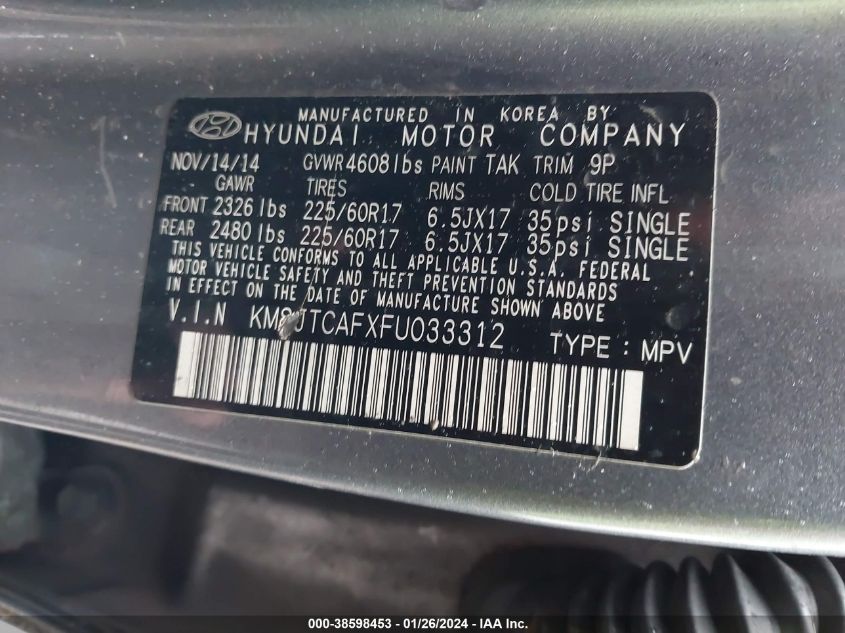 MANUFACTURED IN KOREA BY
HYUNDAI MOTOR COMPANY
NOV/14/14 GVWR4608lbs PAINT TAK TRIM 9P
GAWR TIRES RIMS COLD TIRE INFL
FRONT 2326 lbs 225/60R17 6.5JX17 35psi SINGLE
REAR 2480 lbs 225/60R17 6.5JX17 35psi SINGLE
THIS VEHICLE CONFORMS TO ALL APPLICABLE U.S.A. FEDERAL
MOTOR VEHICLE SAFETY AND THEFT PREVENTION STANDARDS
IN EFFECT ON THE DATE OF MANUFACTURE SHOWN ABOVE
V.I.N KM8JTCAFXFU033312 TYPE : MPV
000-38598453 - 01/26/2024 - IAA Inc.